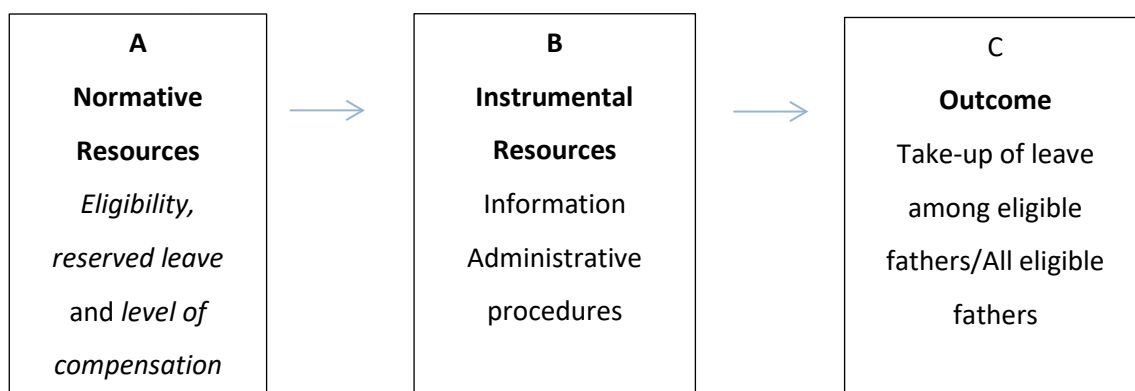 A
Normative
Resources
Eligibility,
reserved leave
and level of
compensation
B
Instrumental
Resources
Information
Administrative
procedures
C
Outcome
Take-up of leave
among eligible
fathers/All eligible
fathers